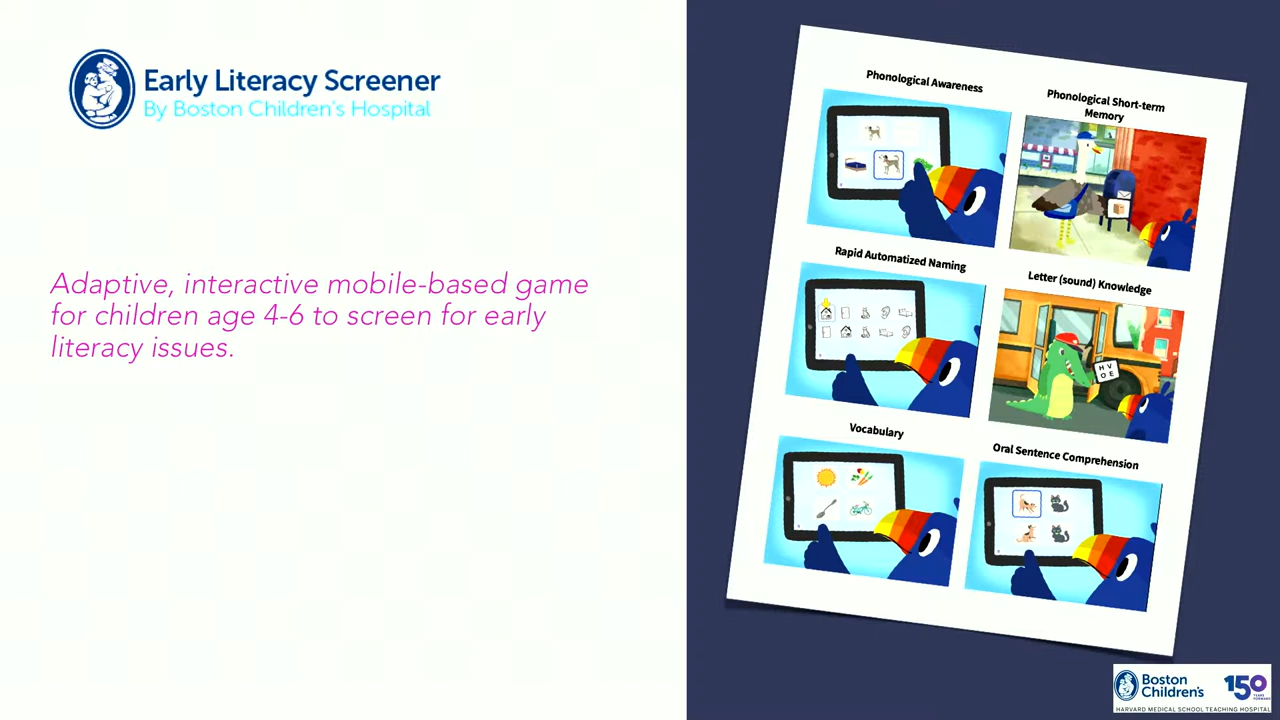 Early Literacy Screener
By Boston Children's Hospital
Adaptive, interactive mobile-based game
for children age 4-6 to screen for early
literacy issues.
Phonological Awareness
Phonological Short-term
Memory
Rapid Automatized Naming
Letter (sound) Knowledge
H V
O E
Vocabulary
Oral Sentence Comprehension
Boston
Children's
150
YEARS
FORWARD
HARVARD MEDICAL SCHOOL TEACHING HOSPITAL